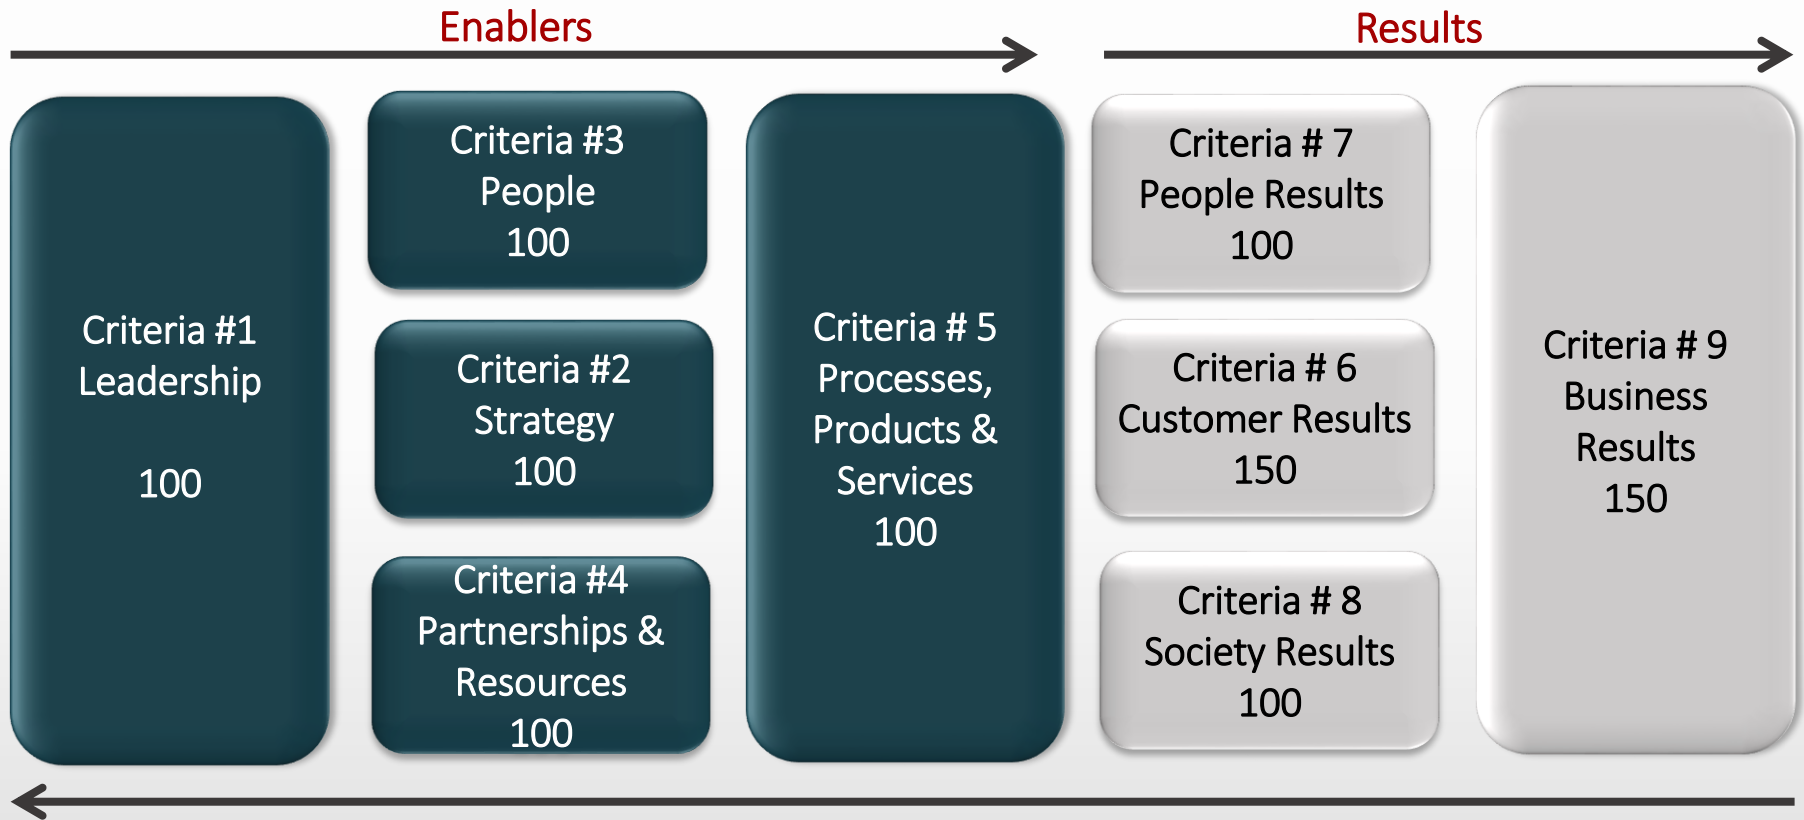 Enablers
Results
Criteria #1
Leadership
100
Criteria #3
People
100
Criteria #2
Strategy
100
Criteria #4
Partnerships &
Resources
100
Criteria # 5
Processes,
Products &
Services
100
Criteria # 7
People Results
100
Criteria # 6
Customer Results
150
Criteria # 8
Society Results
100
Criteria # 9
Business
Results
150